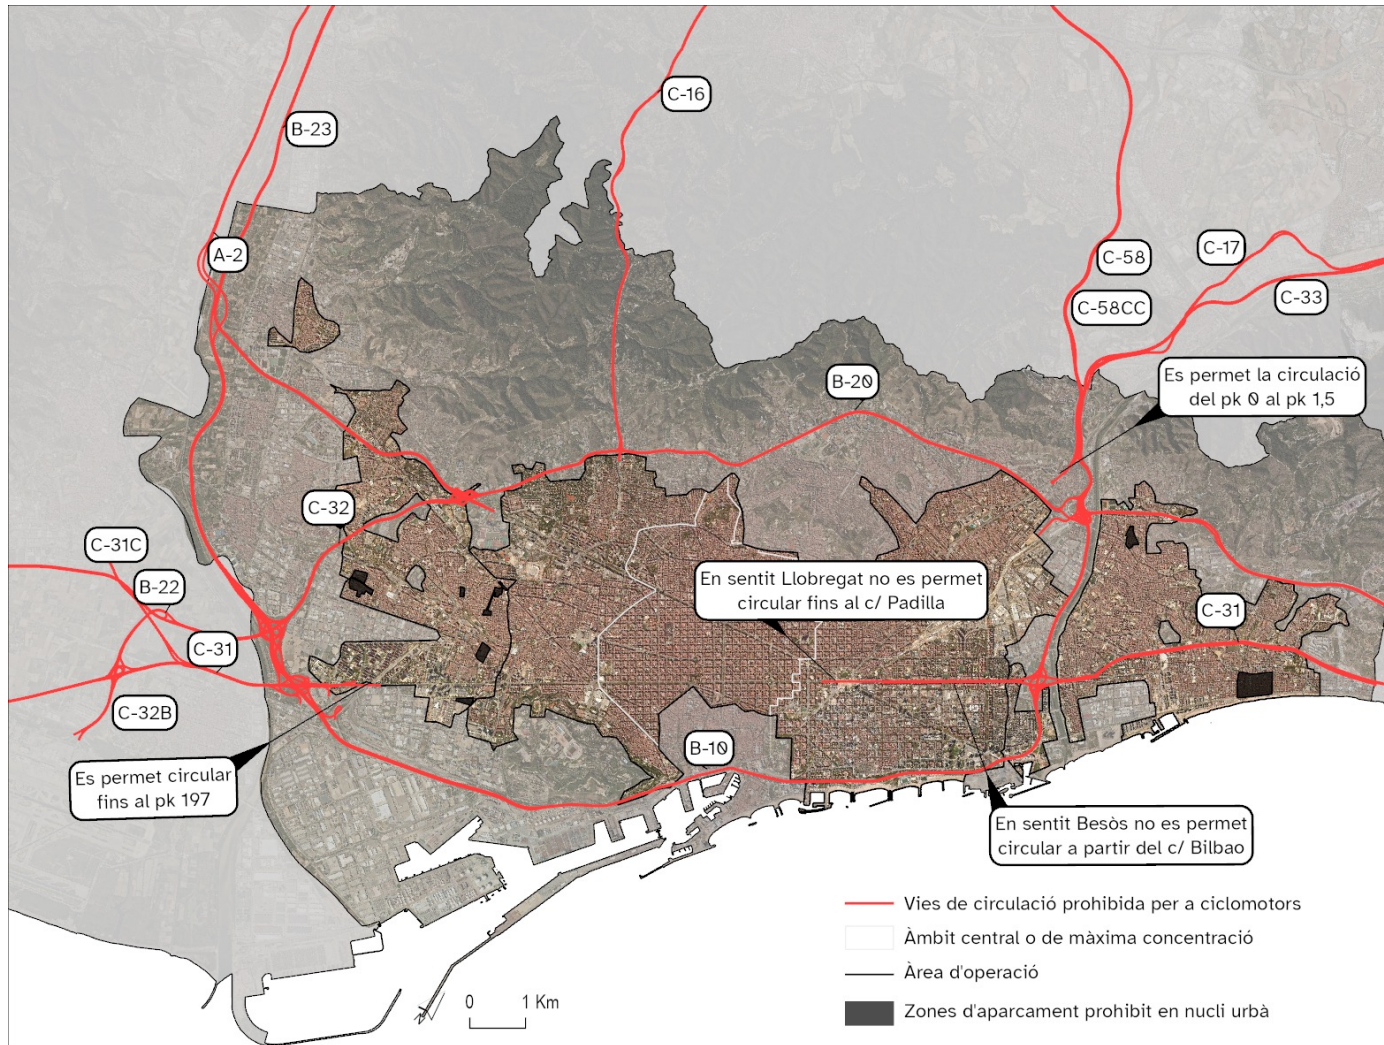 C-16
B-23
A-2
C-17
C-58
C-33
C-58CC
Es permet la circulació
del pk 0 al pk 1,5
B-20
C-32
C-31C
B-22
En sentit Llobregat no es permet
circular fins al c/ Padilla
C-31
C-31
C-32B
B-10
Es permet circular
fins al pk 197
En sentit Besòs no es permet
circular a partir del c/ Bilbao
Vies de circulació prohibida per a ciclomotors
Àmbit central o de màxima concentració
Àrea d'operació
Zones d'aparcament prohibit en nucli urbà
0 1 Km